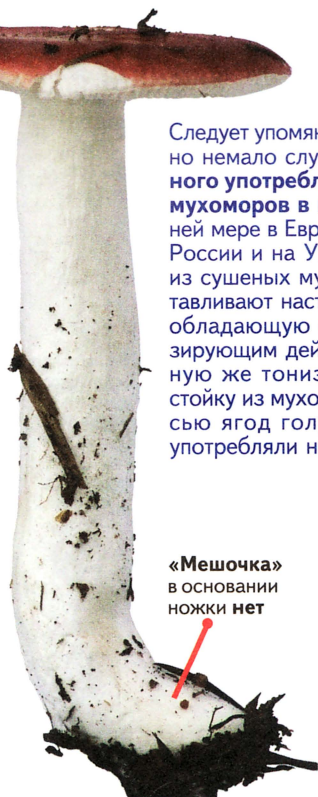 Следует упомян
но немало слу
ного употребл
мухоморов в
ней мере в Евр
России и на У
из сушеных му
тавливают наст
обладающую
зирующим дей
ную же тониз
стойку из мухо
сью ягод гол
употребляли н
«Мешочка»
в основании
ножки нет